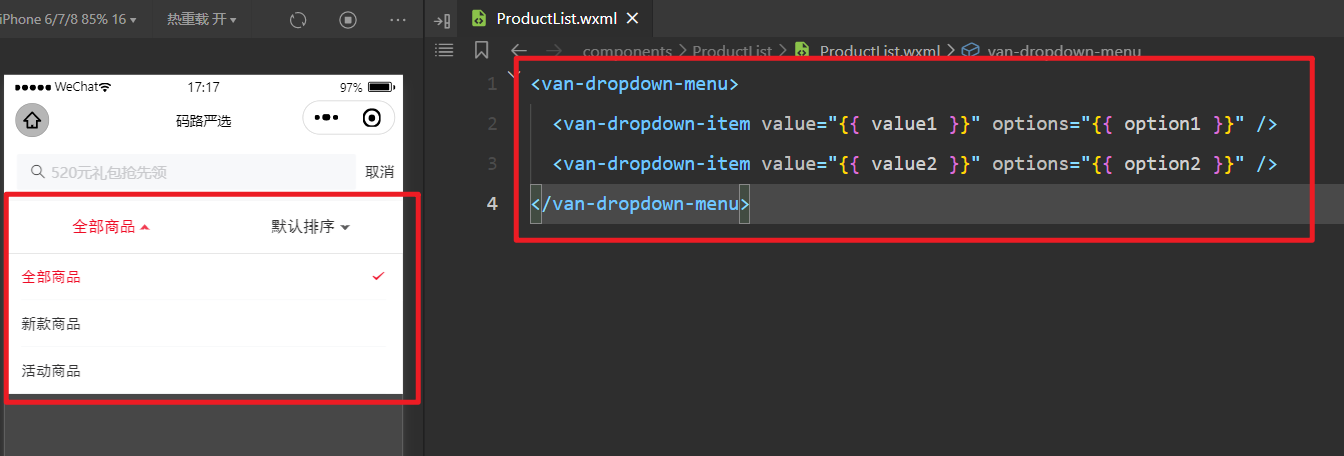 iPhone 6/7/8 85% 16
热重载 开
WeChat
17:17
97%
码路严选
520元礼包抢先领
取消
全部商品
默认排序
全部商品
新款商品
活动商品
ProductList.wxml
components > ProductList > ProductList.wxml > van-dropdown-menu
1 <van-dropdown-menu>
2 <van-dropdown-item value="{{ value1 }}" options="{{ option1 }}" />
3 <van-dropdown-item value="{{ value2 }}" options="{{ option2 }}" />
4 </van-dropdown-menu>